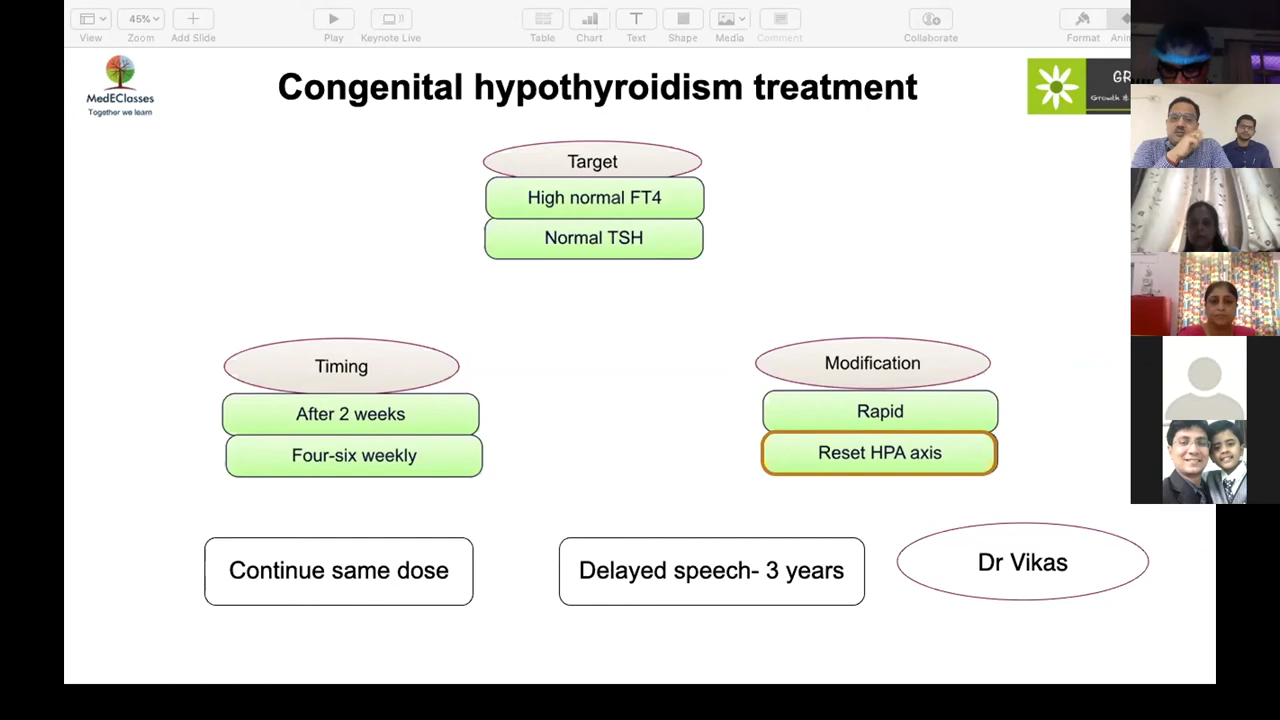 View
45%
Zoom
Add Slide
Play
Keynote Live
Table
Chart
Text
Shape
Media
Comment
Collaborate
Format
MedEClasses
Together we learn
Congenital hypothyroidism treatment
Growth &
Target
High normal FT4
Normal TSH
Timing
After 2 weeks
Four-six weekly
Modification
Rapid
Reset HPA axis
Continue same dose
Delayed speech- 3 years
Dr Vikas